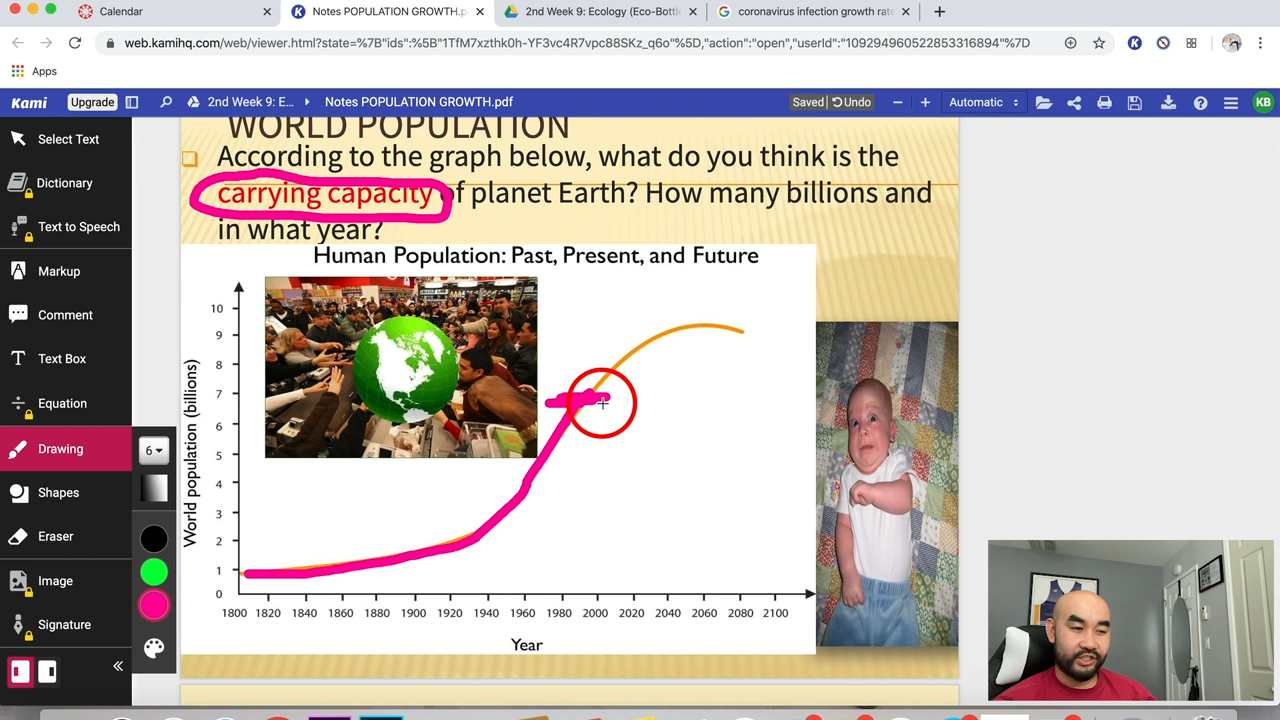 Calendar
Notes POPULATION GROWTH.p
2nd Week 9: Ecology (Eco-Bottl
coronavirus infection growth rate
web.kamihq.com/web/viewer.html?state=%7B"ids"%3A%5B"1TfM7xzthk0h-YF3vc4R7vpc88SKz_q6o"%5D,"action":"open","userId":"109294960522853316894"%7D
Apps
Kami
Upgrade
2nd Week 9: E...
Notes POPULATION GROWTH.pdf
Saved
Undo
Automatic
KB
Select Text
Dictionary
Text to Speech
Markup
Comment
Text Box
Equation
Drawing
Shapes
Eraser
Image
Signature
6
WORLD POPULATION
According to the graph below, what do you think is the
carrying capacity of planet Earth? How many billions and
in what year?
Human Population: Past, Present, and Future
World population (billions)
10
9
8
7
6
5
4
3
2
1
0
1800 1820 1840 1860 1880 1900 1920 1940 1960 1980 2000 2020 2040 2060 2080 2100
Year